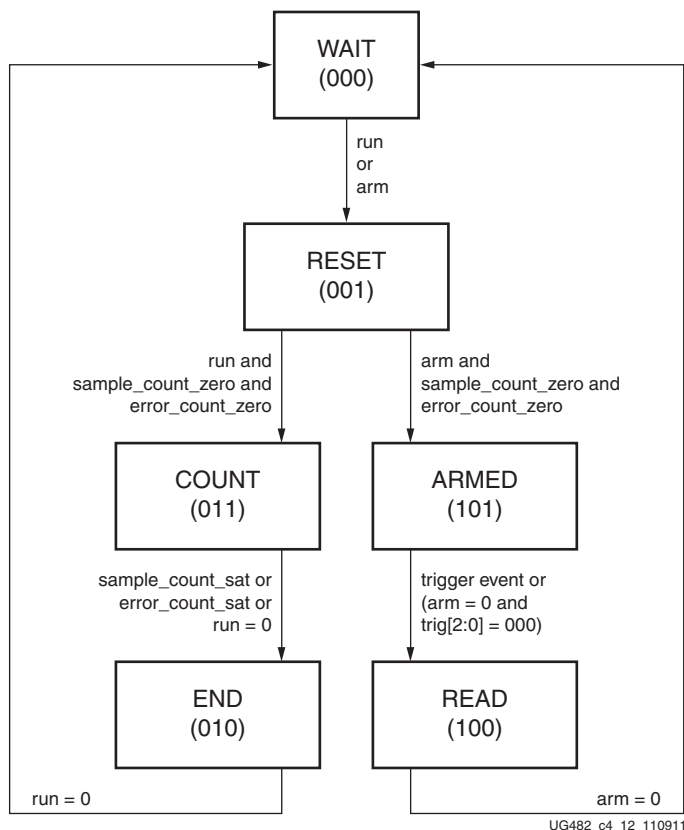 WAIT
(000)
run
or
arm
RESET
(001)
run and
sample_count_zero and
error_count_zero
arm and
sample_count_zero and
error_count_zero
COUNT
(011)
ARMED
(101)
sample_count_sat or
error_count_sat or
run = 0
trigger event or
(arm = 0 and
trig[2:0] = 000)
END
(010)
READ
(100)
run = 0
arm = 0
UG482_c4_12_110911